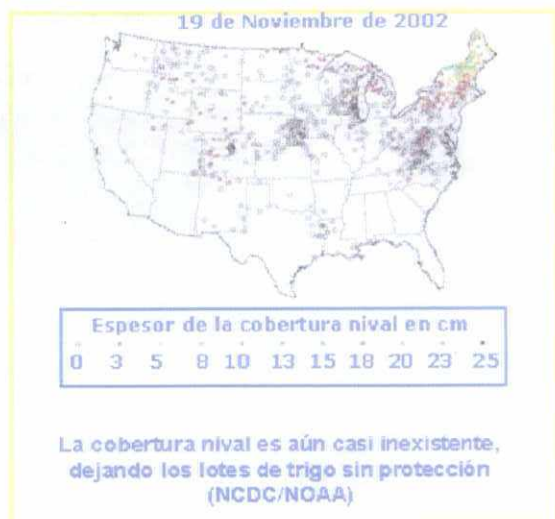 19 de Noviembre de 2002
Espesor de la cobertura nival en cm
0 3 5 8 10 13 15 18 20 23 25
La cobertura nival es aún casi inexistente,
dejando los lotes de trigo sin protección
(NCDC/NOAA)